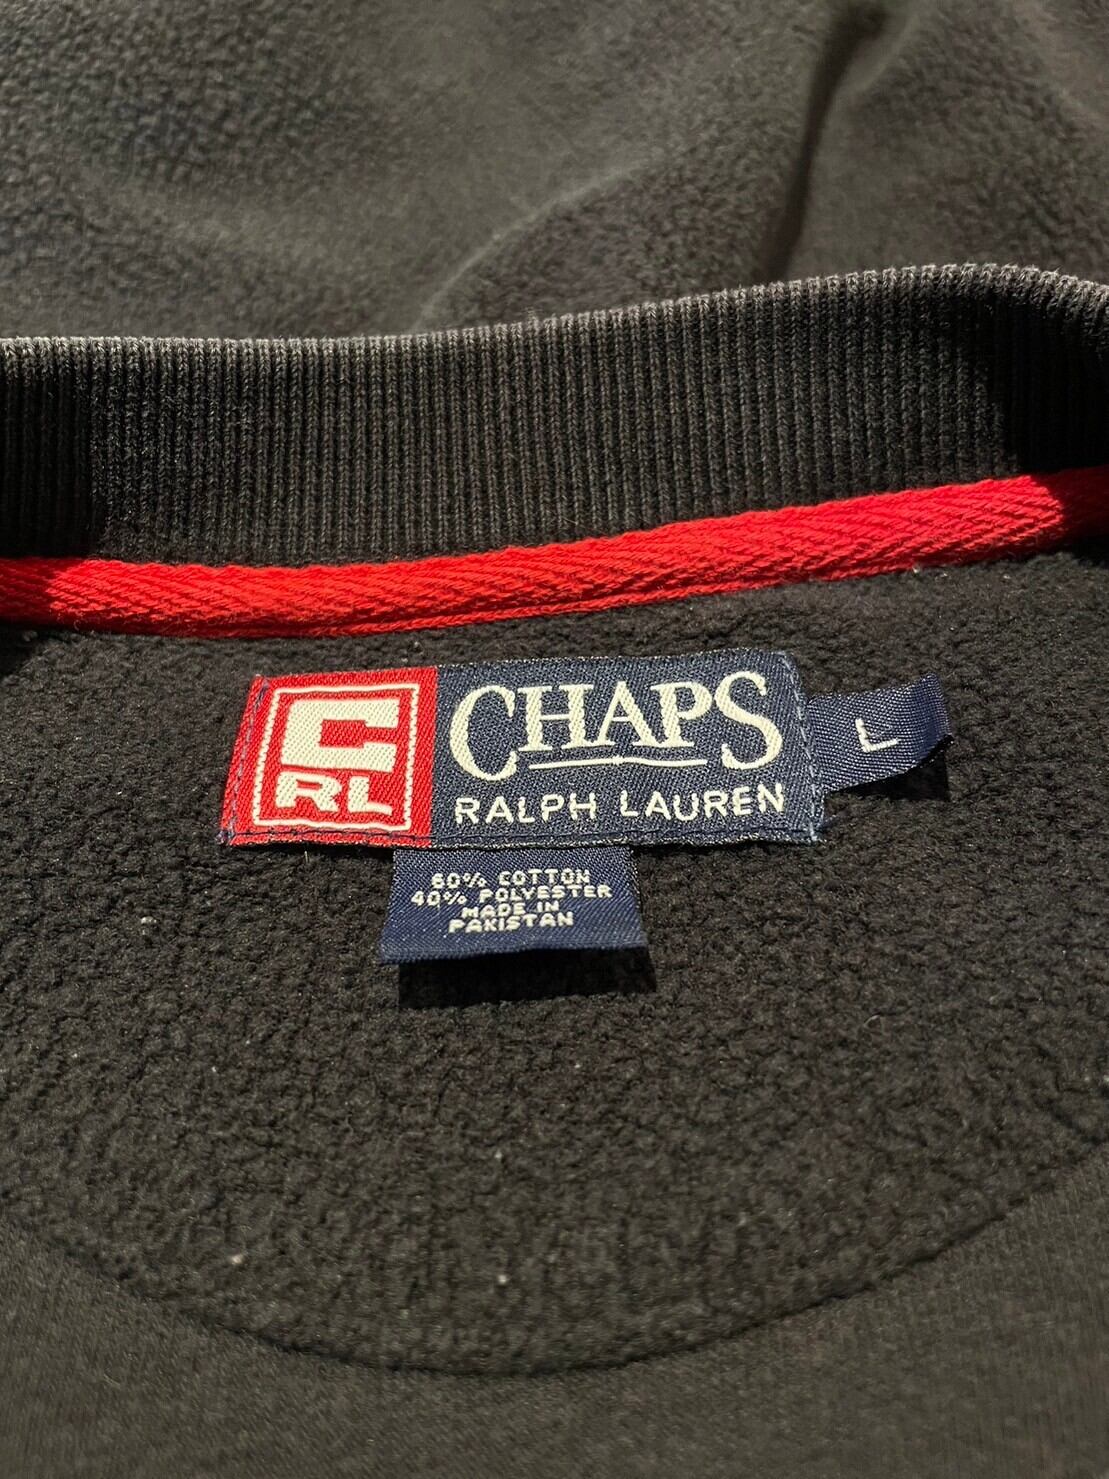 C
RL
CHAPS
RALPH LAUREN
L
60% COTTON
40% POLYESTER
MADE IN
PAKISTAN